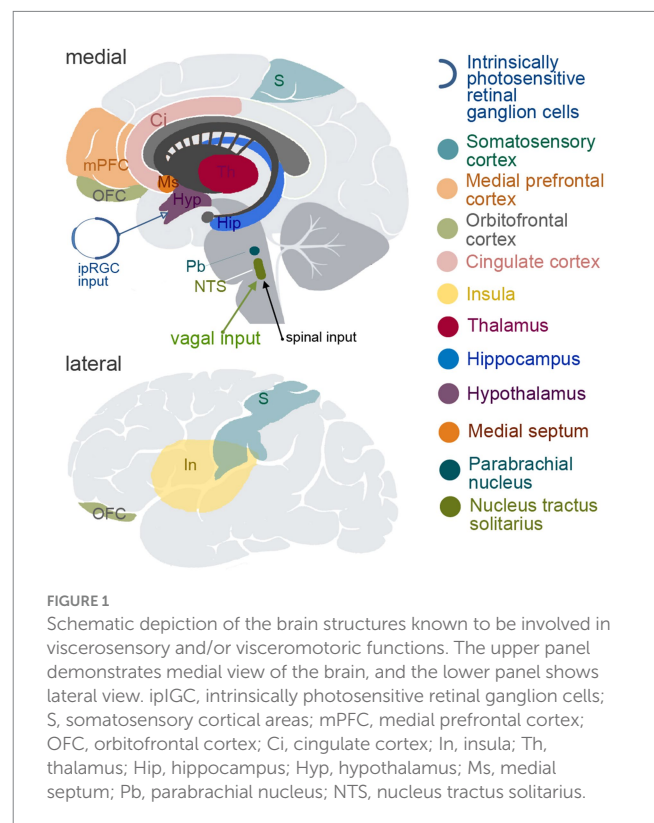 medial
S
Ci
mPFC
Th
Ms
OFC
Hyp
Hip
ipRGC
input
Pb
NTS
vagal input
spinal input
lateral
S
In
OFC
Intrinsically
photosensitive
retinal
ganglion cells
Somatosensory
cortex
Medial prefrontal
cortex
Orbitofrontal
cortex
Cingulate cortex
Insula
Thalamus
Hippocampus
Hypothalamus
Medial septum
Parabrachial
nucleus
Nucleus tractus
solitarius
FIGURE 1
Schematic depiction of the brain structures known to be involved in
viscerosensory and/or visceromotoric functions. The upper panel
demonstrates medial view of the brain, and the lower panel shows
lateral view. ipIGC, intrinsically photosensitive retinal ganglion cells;
S, somatosensory cortical areas; mPFC, medial prefrontal cortex;
OFC, orbitofrontal cortex; Ci, cingulate cortex; In, insula; Th,
thalamus; Hip, hippocampus; Hyp, hypothalamus; Ms, medial
septum; Pb, parabrachial nucleus; NTS, nucleus tractus solitarius.